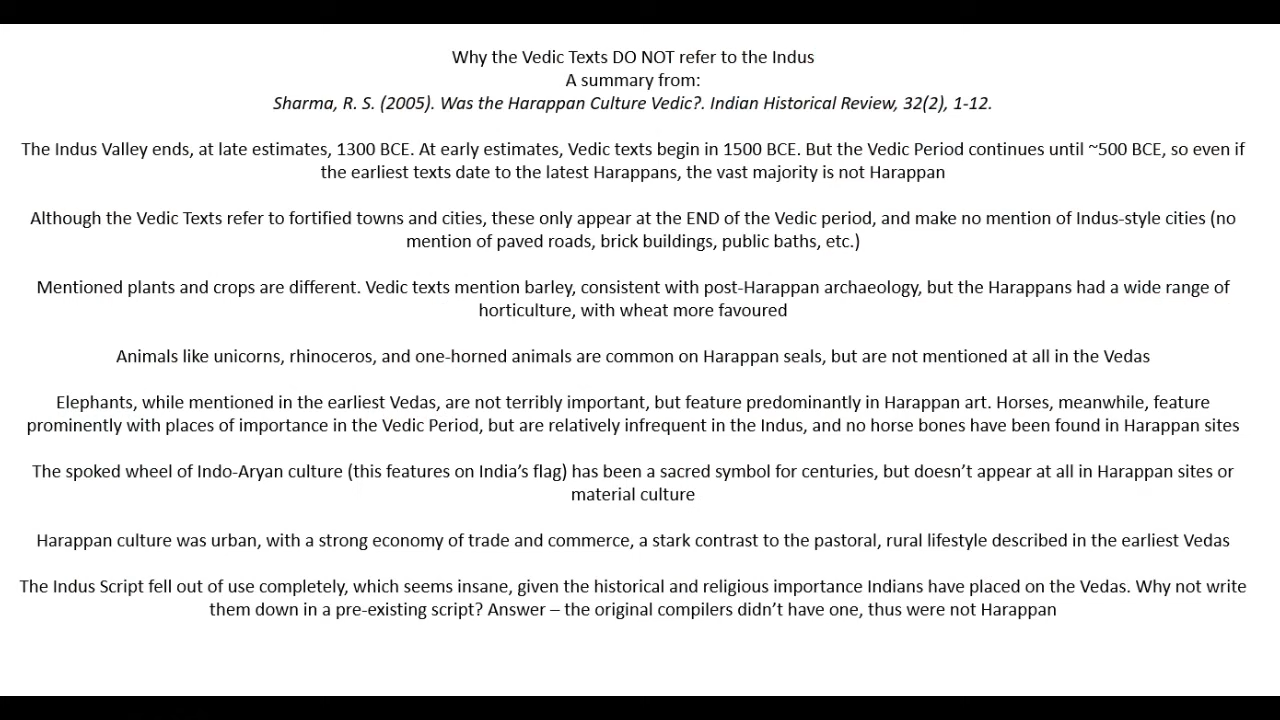 Why the Vedic Texts DO NOT refer to the Indus
A summary from:
Sharma, R. S. (2005). Was the Harappan Culture Vedic?. Indian Historical Review, 32(2), 1-12.
The Indus Valley ends, at late estimates, 1300 BCE. At early estimates, Vedic texts begin in 1500 BCE. But the Vedic Period continues until ~500 BCE, so even if
the earliest texts date to the latest Harappans, the vast majority is not Harappan
Although the Vedic Texts refer to fortified towns and cities, these only appear at the END of the Vedic period, and make no mention of Indus-style cities (no
mention of paved roads, brick buildings, public baths, etc.)
Mentioned plants and crops are different. Vedic texts mention barley, consistent with post-Harappan archaeology, but the Harappans had a wide range of
horticulture, with wheat more favoured
Animals like unicorns, rhinoceros, and one-horned animals are common on Harappan seals, but are not mentioned at all in the Vedas
Elephants, while mentioned in the earliest Vedas, are not terribly important, but feature predominantly in Harappan art. Horses, meanwhile, feature
prominently with places of importance in the Vedic Period, but are relatively infrequent in the Indus, and no horse bones have been found in Harappan sites
The spoked wheel of Indo-Aryan culture (this features on India's flag) has been a sacred symbol for centuries, but doesn't appear at all in Harappan sites or
material culture
Harappan culture was urban, with a strong economy of trade and commerce, a stark contrast to the pastoral, rural lifestyle described in the earliest Vedas
The Indus Script fell out of use completely, which seems insane, given the historical and religious importance Indians have placed on the Vedas. Why not write
them down in a pre-existing script? Answer – the original compilers didn't have one, thus were not Harappan